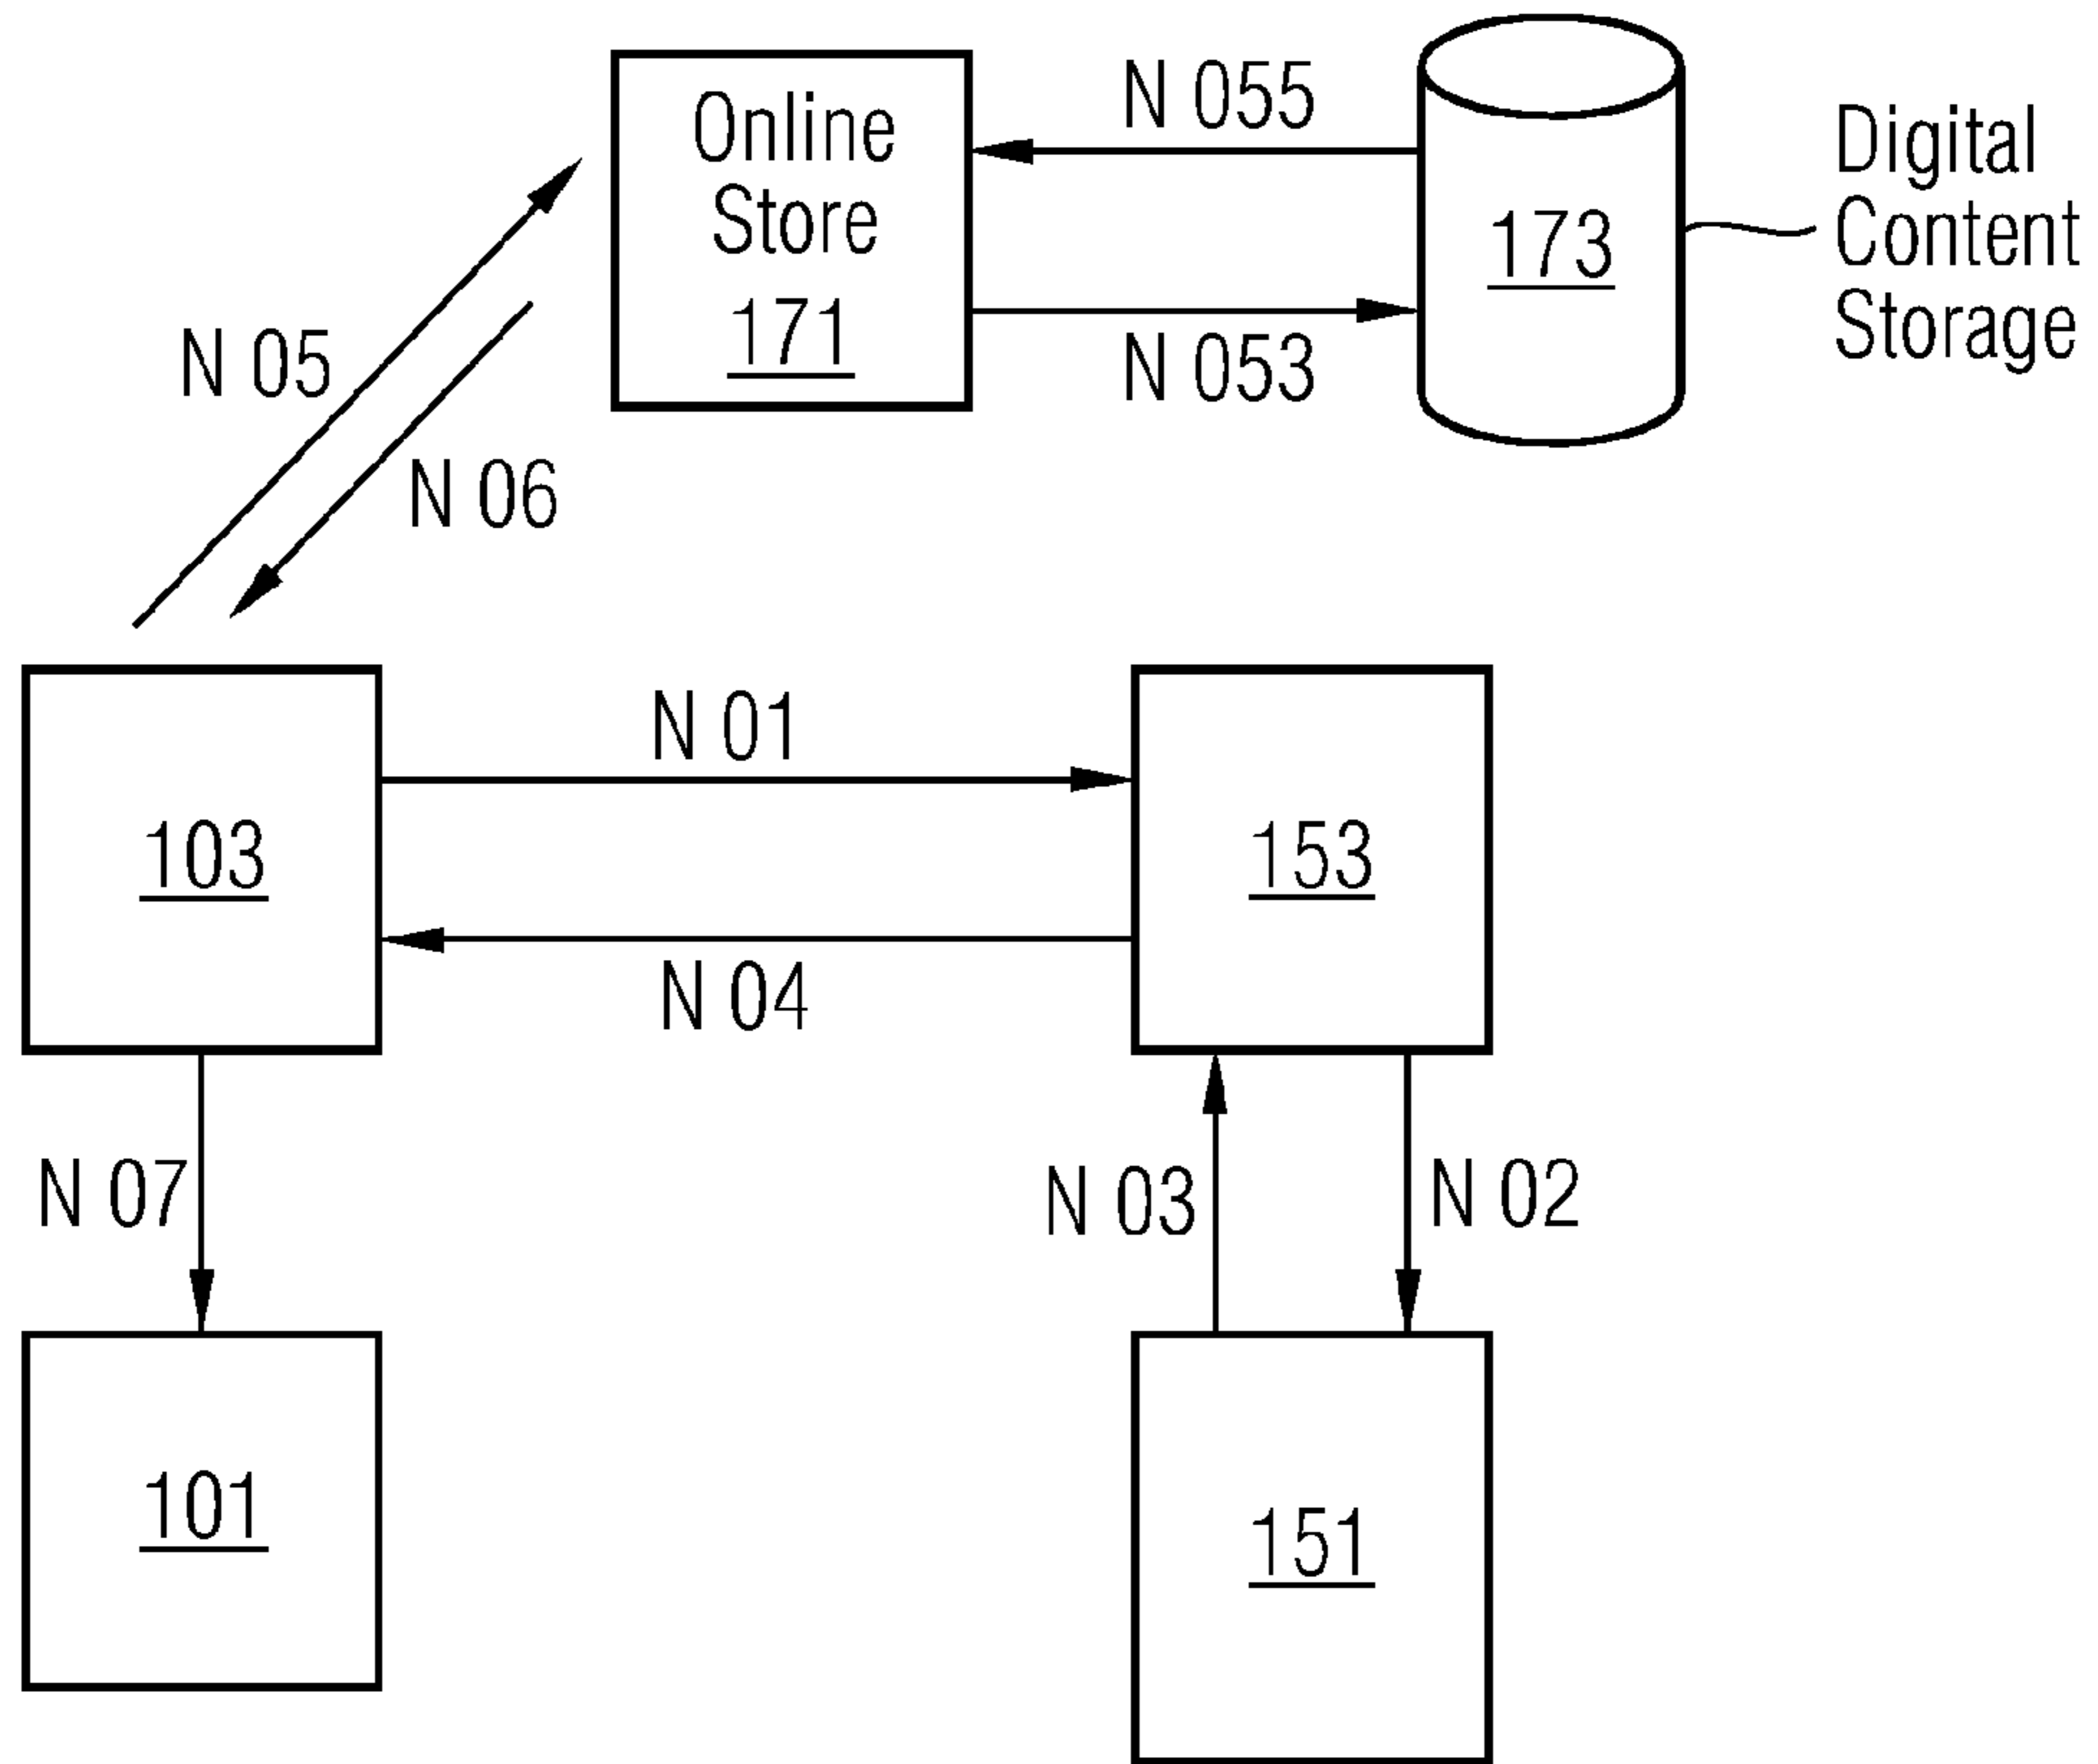 Online
Store
171
N 055
173
N 053
Digital
Content
Storage
N 05
N 06
N 01
103
153
N 04
N 07
N 03
N 02
101
151